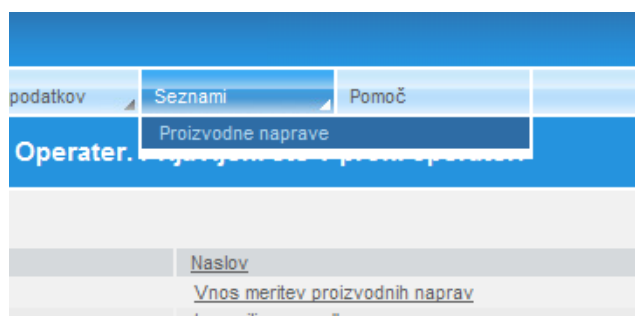 podatkov Seznami Pomoč
Proizvodne naprave
Operater.
Naslov
Vnos meritev proizvodnih naprav